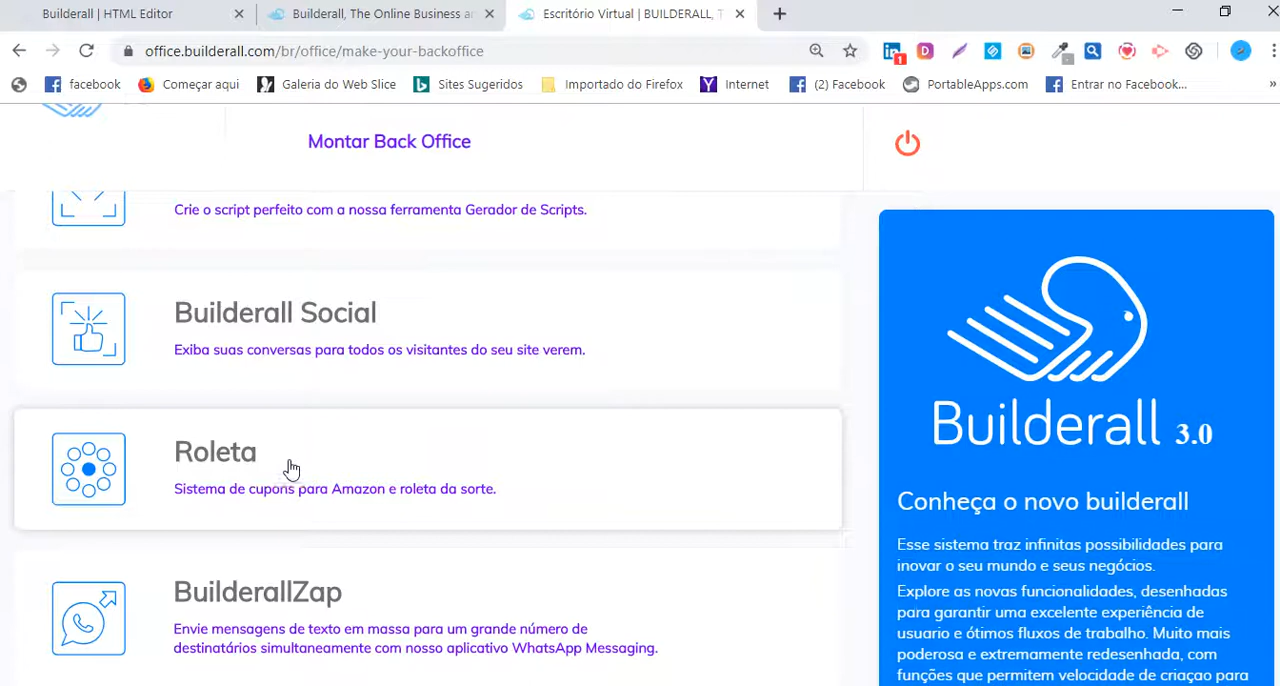 Builderall | HTML Editor
Builderall, The Online Business an
Escritório Virtual | BUILDERALL, T
office.builderall.com/br/office/make-your-backoffice
1
facebook
Começar aqui
Galeria do Web Slice
Sites Sugeridos
Importado do Firefox
Internet
(2) Facebook
PortableApps.com
Entrar no Facebook...
Montar Back Office
Crie o script perfeito com a nossa ferramenta Gerador de Scripts.
Builderall Social
Exiba suas conversas para todos os visitantes do seu site verem.
Roleta
Sistema de cupons para Amazon e roleta da sorte.
BuilderallZap
Envie mensagens de texto em massa para um grande número de
destinatários simultaneamente com nosso aplicativo WhatsApp Messaging.
Builderall 3.0
Conheça o novo builderall
Esse sistema traz infinitas possibilidades para
inovar o seu mundo e seus negócios.
Explore as novas funcionalidades, desenhadas
para garantir uma excelente experiência de
usuario e ótimos fluxos de trabalho. Muito mais
poderosa e extremamente redesenhada, com
funções que permitem velocidade de criaçao para